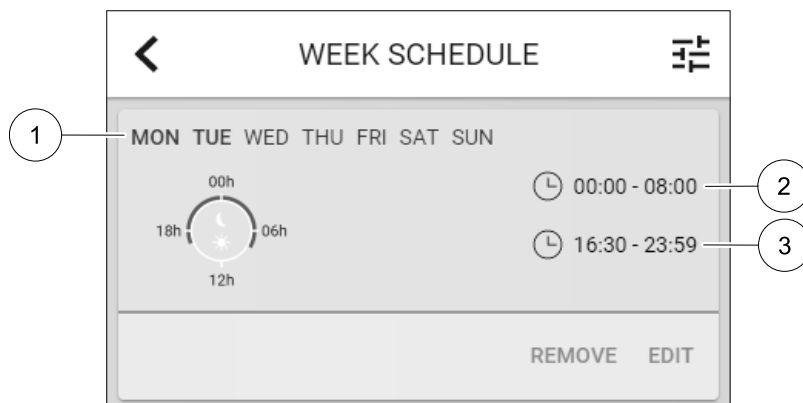 WEEK SCHEDULE
1
MON TUE WED THU FRI SAT SUN
00h
18h
06h
12h
00:00 - 08:00
2
16:30 - 23:59
3
REMOVE EDIT